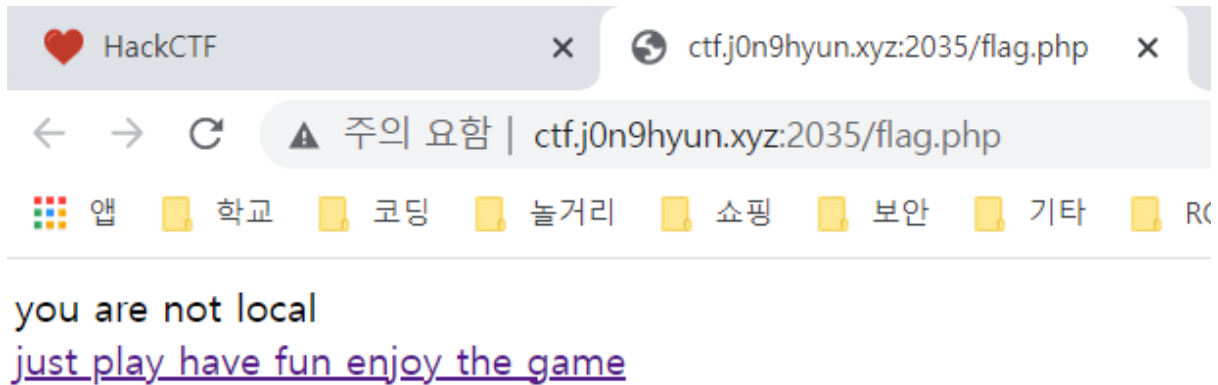 HackCTF
ctf.j0n9hyun.xyz:2035/flag.php
주의 요함 | ctf.j0n9hyun.xyz:2035/flag.php
앱 학교 코딩 놀거리 쇼핑 보안 기타
you are not local
just play have fun enjoy the game